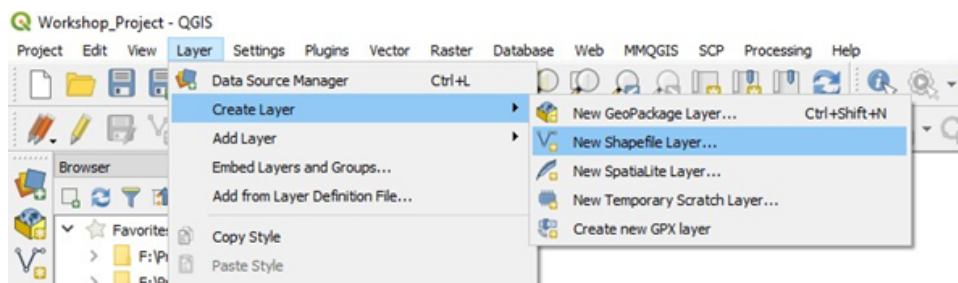 Workshop_Project - QGIS
Project Edit View Layer Settings Plugins Vector Raster Database Web MMQGIS SCP Processing Help
Data Source Manager Ctrl+L
Create Layer
New GeoPackage Layer... Ctrl+Shift+N
Add Layer
New Shapefile Layer...
Browser
Embed Layers and Groups...
New SpatiaLite Layer...
Add from Layer Definition File...
New Temporary Scratch Layer...
Favorite
Copy Style
Create new GPX layer
F:\P
Paste Style